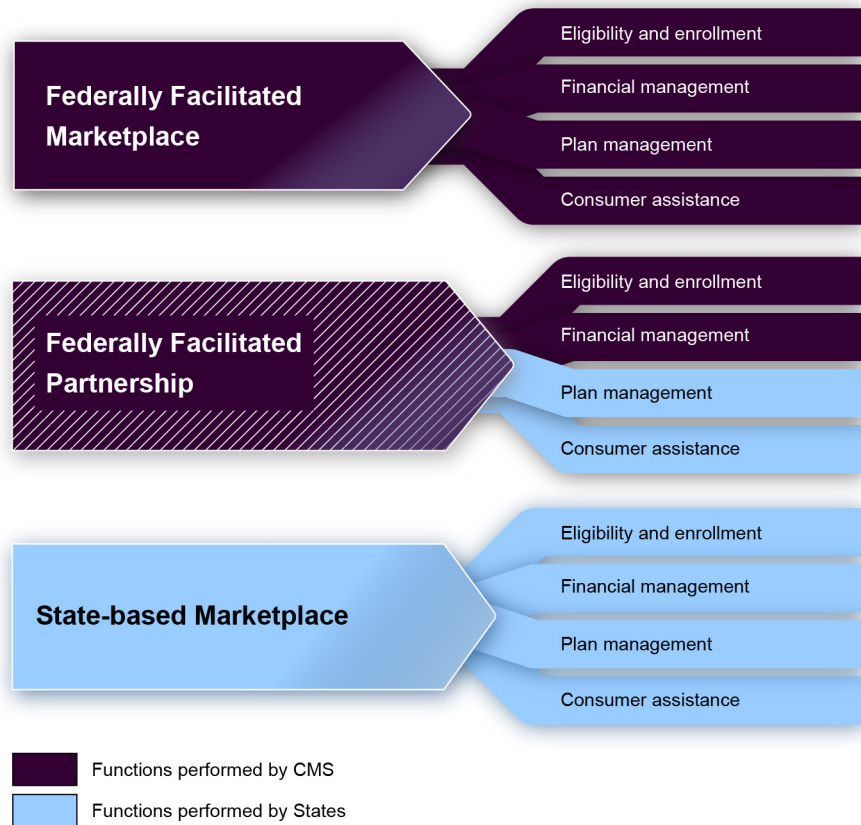 Federally Facilitated
Marketplace
Eligibility and enrollment
Financial management
Plan management
Consumer assistance
Federally Facilitated
Partnership
Eligibility and enrollment
Financial management
Plan management
Consumer assistance
State-based Marketplace
Eligibility and enrollment
Financial management
Plan management
Consumer assistance
Functions performed by CMS
Functions performed by States